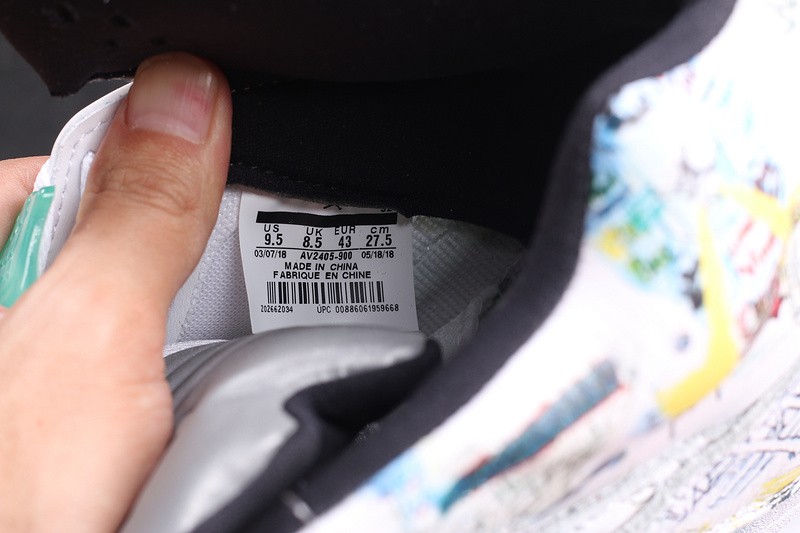 US UK EUR cm
9.5 8.5 43 27.5
03/07/18 AV2405-900 05/18/18
MADE IN CHINA
FABRIQUE EN CHINE
202662034 UPC 00886061959668